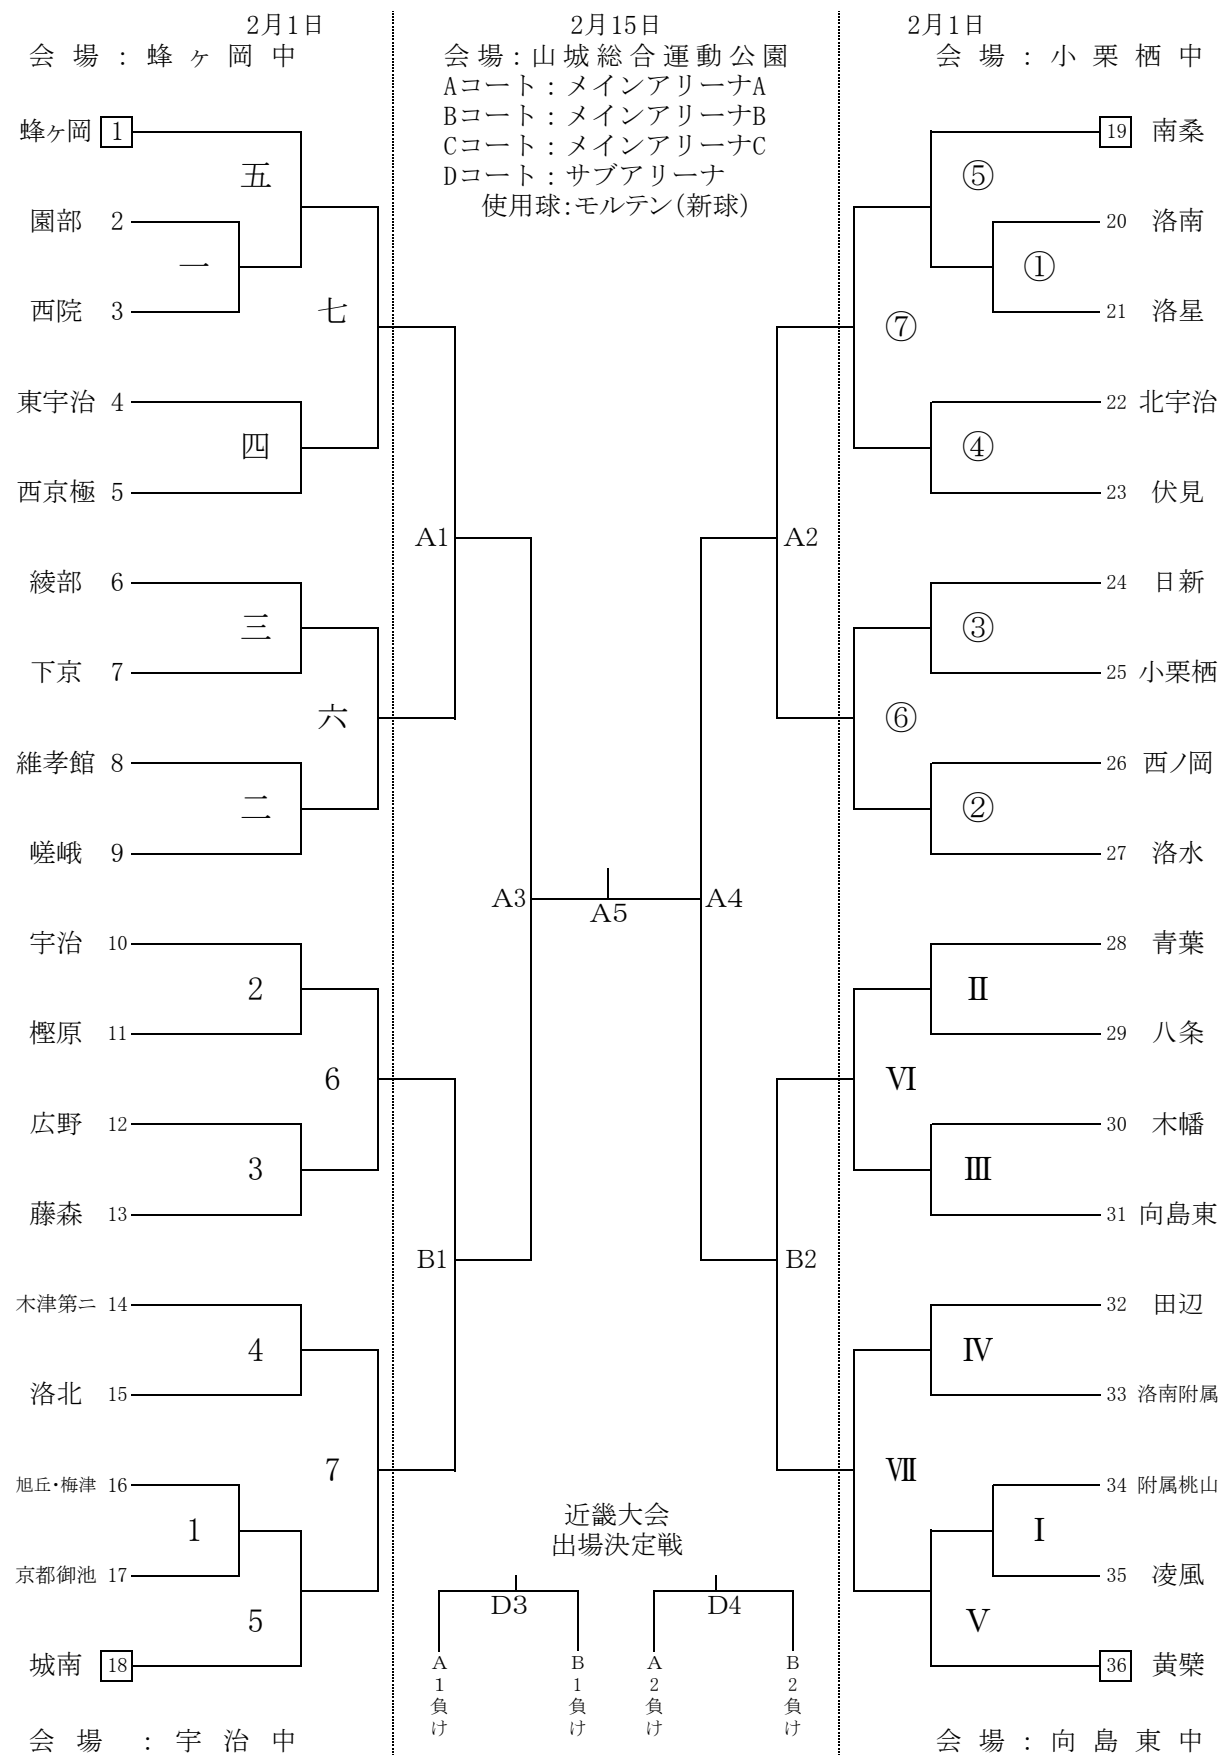 2月1日
会場：蜂ヶ岡中
2月15日
会場：山城総合運動公園
Aコート：メインアリーナA
Bコート：メインアリーナB
Cコート：メインアリーナC
Dコート：サブアリーナ
使用球:モルテン(新球)
2月1日
会場：小栗栖中
蜂ヶ岡 1
園部 2
西院 3
東宇治 4
西京極 5
綾部 6
下京 7
維孝館 8
嵯峨 9
宇治 10
樫原 11
広野 12
藤森 13
木津第二 14
洛北 15
旭丘・梅津 16
京都御池 17
城南 18
会場：宇治中
五
一
七
四
三
六
二
2
6
3
4
7
1
5
A1
A3
B1
A5
A2
A4
B2
近畿大会
出場決定戦
D3
D4
A1負け
B1負け
A2負け
B2負け
⑤
①
⑦
④
③
⑥
②
Ⅱ
Ⅵ
Ⅲ
Ⅳ
Ⅶ
Ⅰ
Ⅴ
19 南桑
20 洛南
21 洛星
22 北宇治
23 伏見
24 日新
25 小栗栖
26 西ノ岡
27 洛水
28 青葉
29 八条
30 木幡
31 向島東
32 田辺
33 洛南附属
34 附属桃山
35 凌風
36 黄檗
会場：向島東中